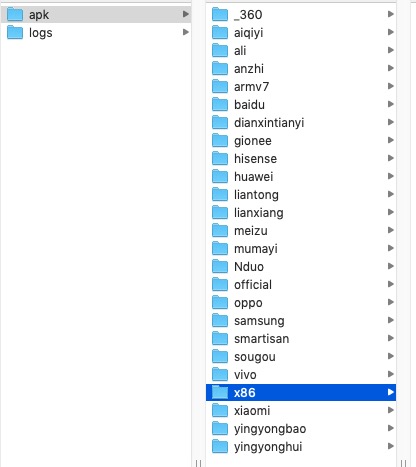 apk
logs
_360
aiqiyi
ali
anzhi
armv7
baidu
dianxintianyi
gionee
hisense
huawei
liantong
lianxiang
meizu
mumayi
Nduo
official
oppo
samsung
smartisan
sougou
vivo
x86
xiaomi
yingyongbao
yingyonghui